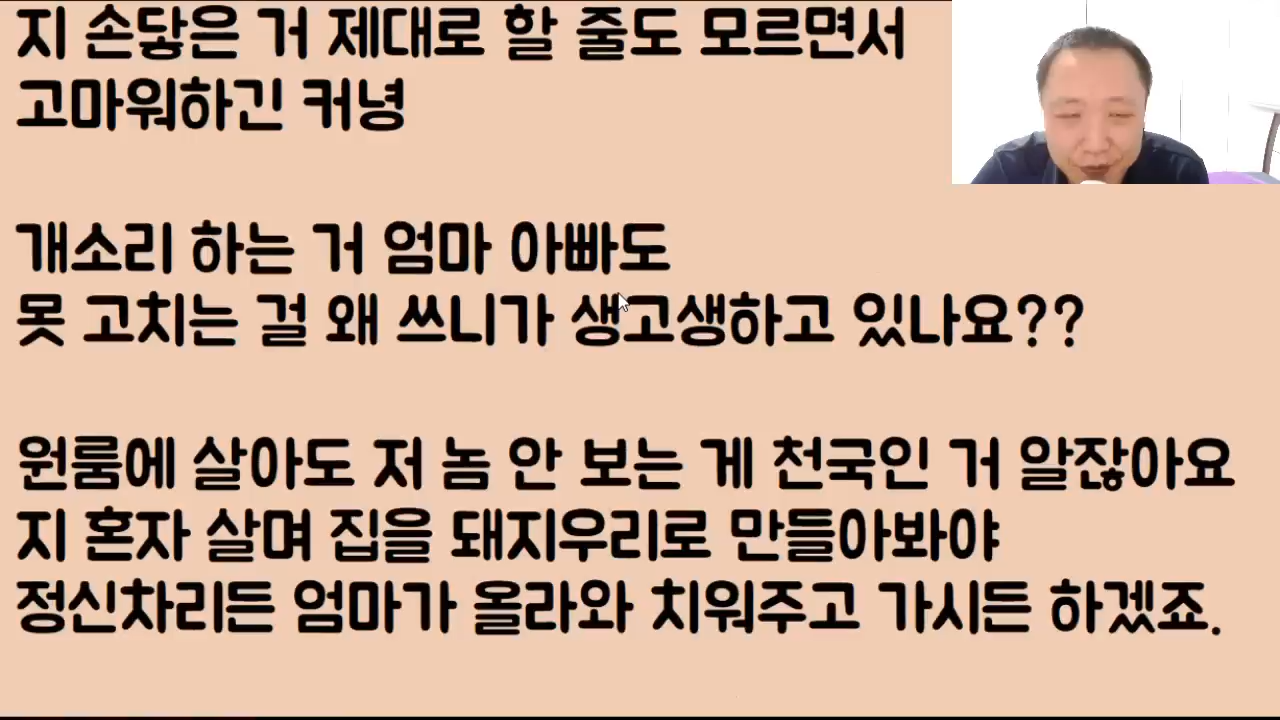 지 손닿은 거 제대로 할 줄도 모르면서
고마워하긴 커녕
개소리 하는 거 엄마 아빠도
못 고치는 걸 왜 쓰니가 생고생하고 있나요??
원룸에 살아도 저 놈 안 보는 게 천국인 거 알잖아요
지 혼자 살며 집을 돼지우리로 만들아봐야
정신차리든 엄마가 올라와 치워주고 가시든 하겠죠.